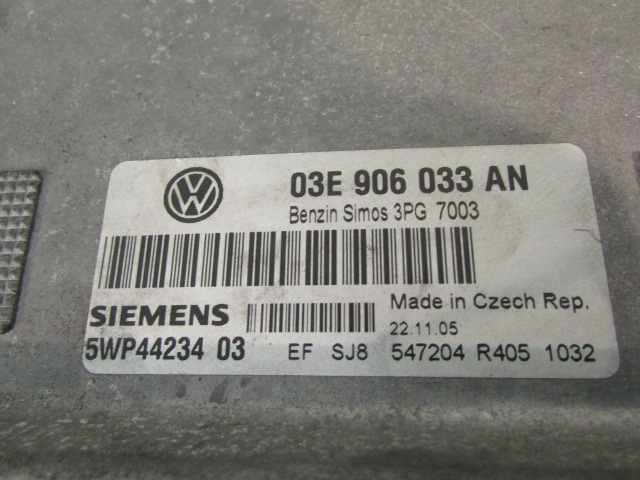 VW
03E 906 033 AN
Benzin Simos 3PG 7003
SIEMENS
Made in Czech Rep.
22.11.05
5WP44234 03 EF SJ8 547204 R405 1032